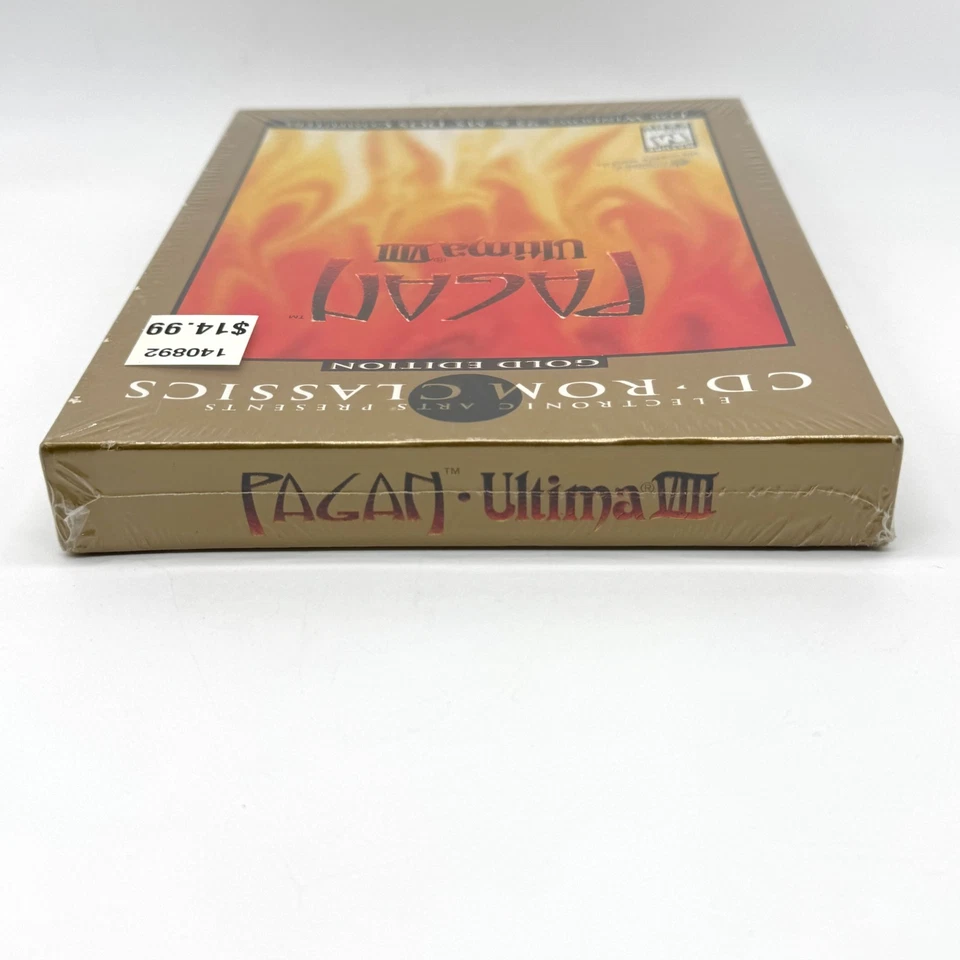 ELECTRONIC ARTS® PRESENTS
CD·ROM CLASSICS
GOLD EDITION
140892
$14.99
PAGAN™
Ultima® VIII
PAGAN™ · Ultima® VIII